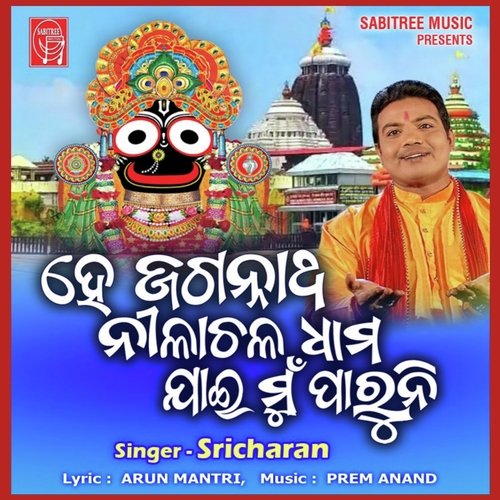 SABITREE
SABITREE MUSIC
PRESENTS
ହେ ଜଗନ୍ନାଥ
ନୀଳାଚଳ ଧାମ
ଯାଇ ମୁଁ ପାରୁନି
Singer - Sricharan
Lyric : ARUN MANTRI, Music : PREM ANAND